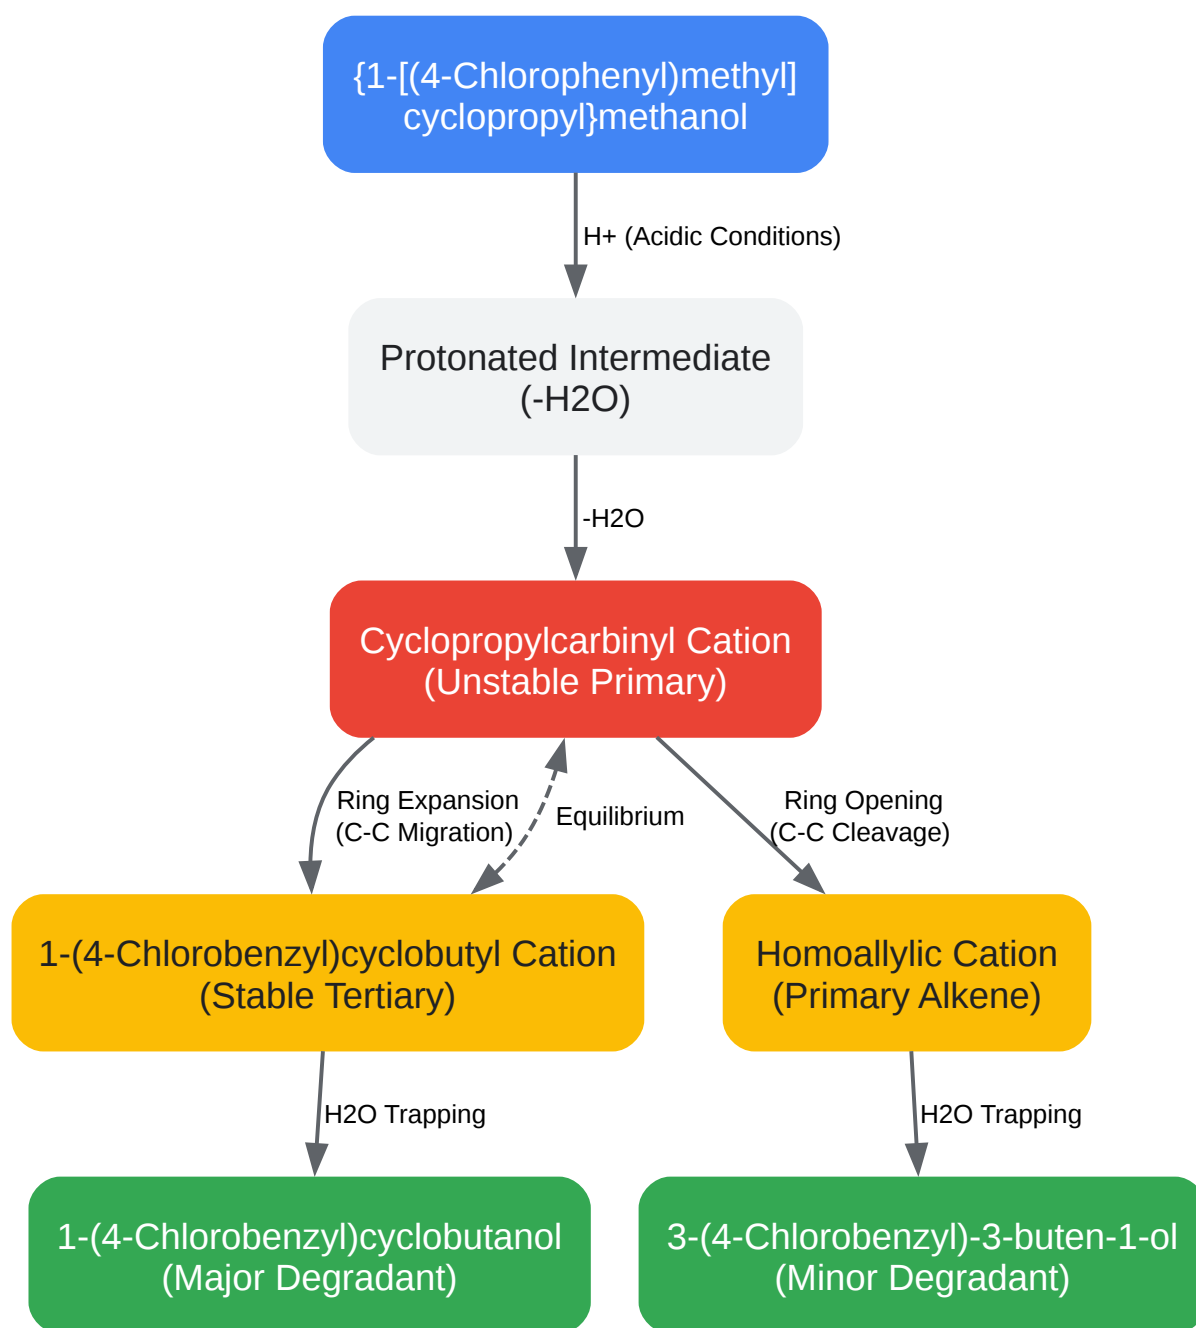 {1-[(4-Chlorophenyl)methyl]
cyclopropyl}methanol
H+ (Acidic Conditions)
Protonated Intermediate
(-H2O)
-H2O
Cyclopropylcarbinyl Cation
(Unstable Primary)
Ring Expansion
(C-C Migration)
Equilibrium
Ring Opening
(C-C Cleavage)
1-(4-Chlorobenzyl)cyclobutyl Cation
(Stable Tertiary)
Homoallylic Cation
(Primary Alkene)
H2O Trapping
H2O Trapping
1-(4-Chlorobenzyl)cyclobutanol
(Major Degradant)
3-(4-Chlorobenzyl)-3-buten-1-ol
(Minor Degradant)